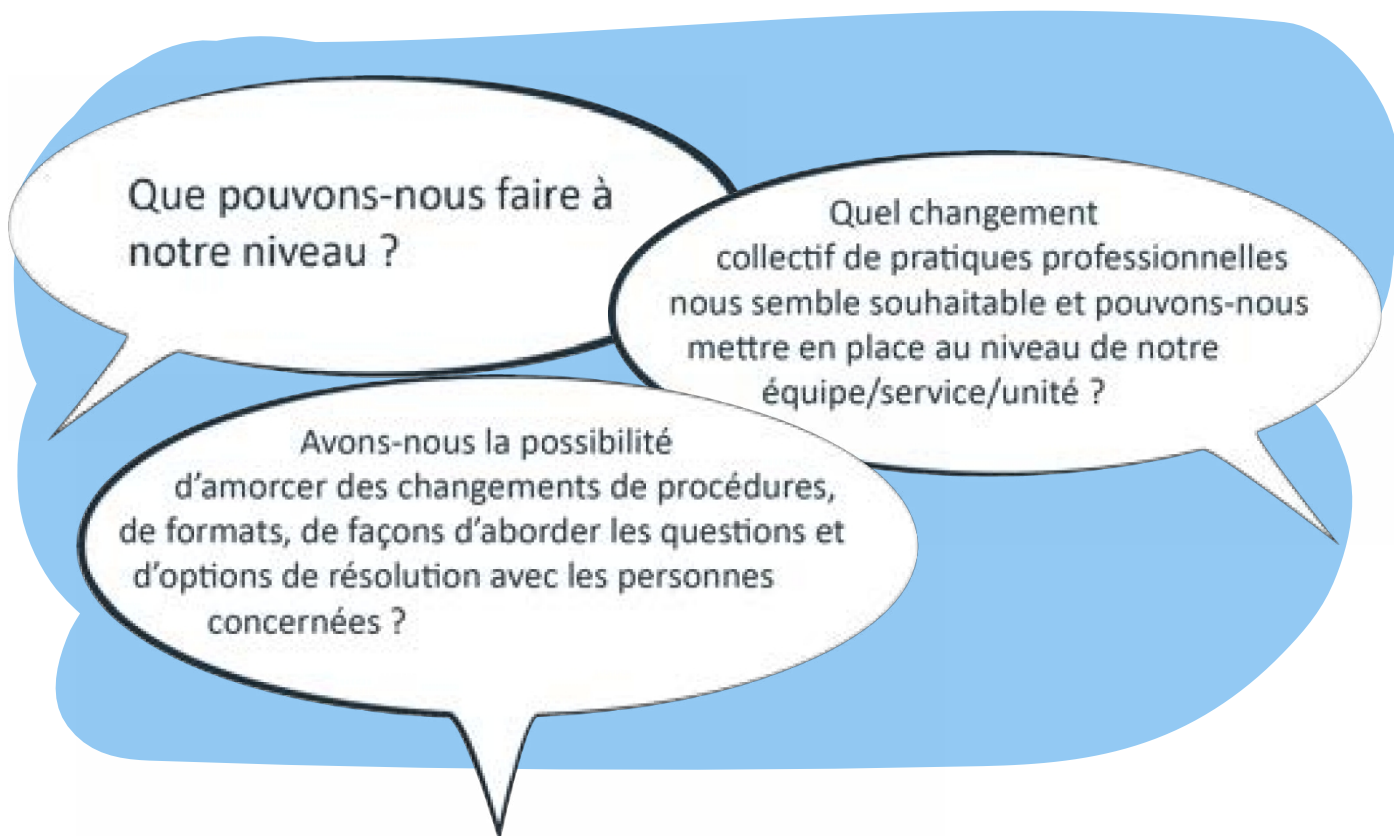 Que pouvons-nous faire à
notre niveau ?
Quel changement
collectif de pratiques professionnelles
nous semble souhaitable et pouvons-nous
mettre en place au niveau de notre
équipe/service/unité ?
Avons-nous la possibilité
d'amorcer des changements de procédures,
de formats, de façons d'aborder les questions et
d'options de résolution avec les personnes
concernées ?